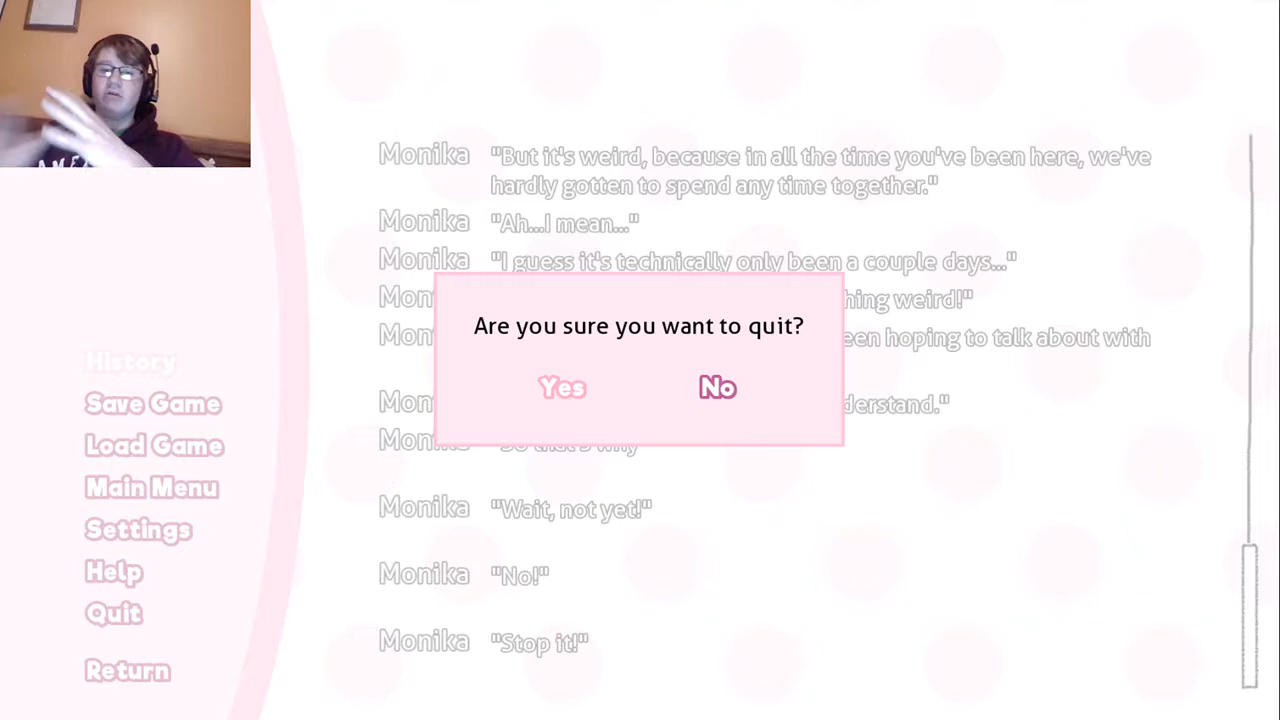 Monika "But it's weird, because in all the time you've been here, we've
hardly gotten to spend any time together."
Monika "Ah...I mean..."
Monika "I guess it's technically only been a couple days..."
hing weird!"
een hoping to talk about with
derstand."
Are you sure you want to quit?
Yes No
Monika "Wait, not yet!"
Monika "No!"
Monika "Stop it!"
History
Save Game
Load Game
Main Menu
Settings
Help
Quit
Return